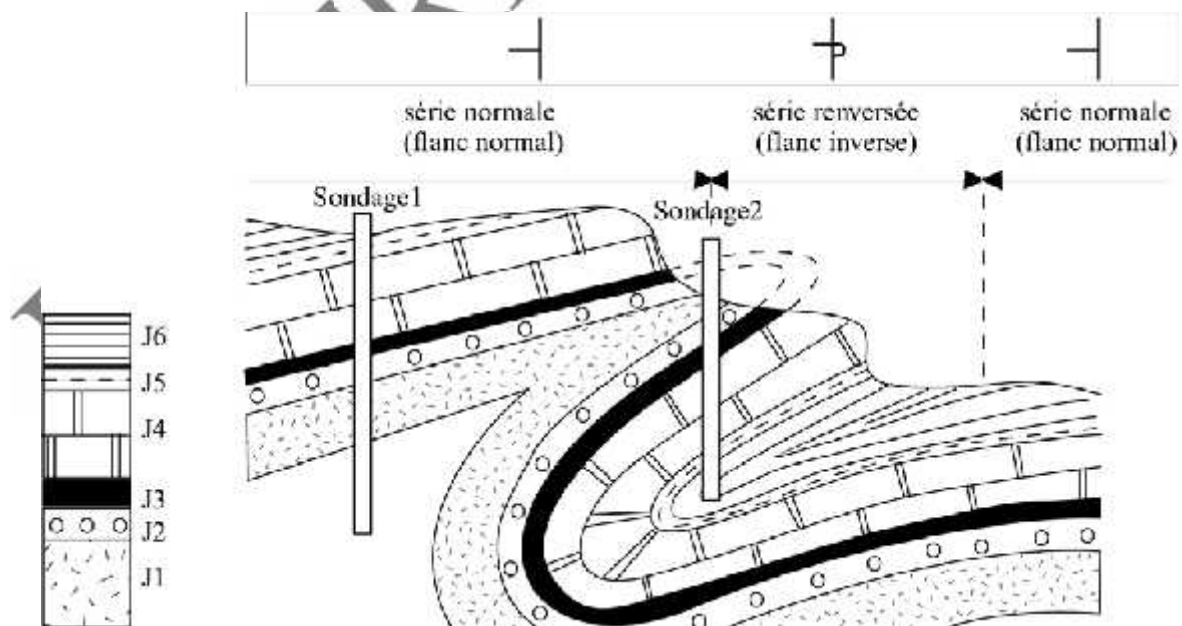 série normale
(flanc normal)
série renversée
(flanc inverse)
série normale
(flanc normal)
Sondage1
Sondage2
J6
J5
J4
J3
J2
J1